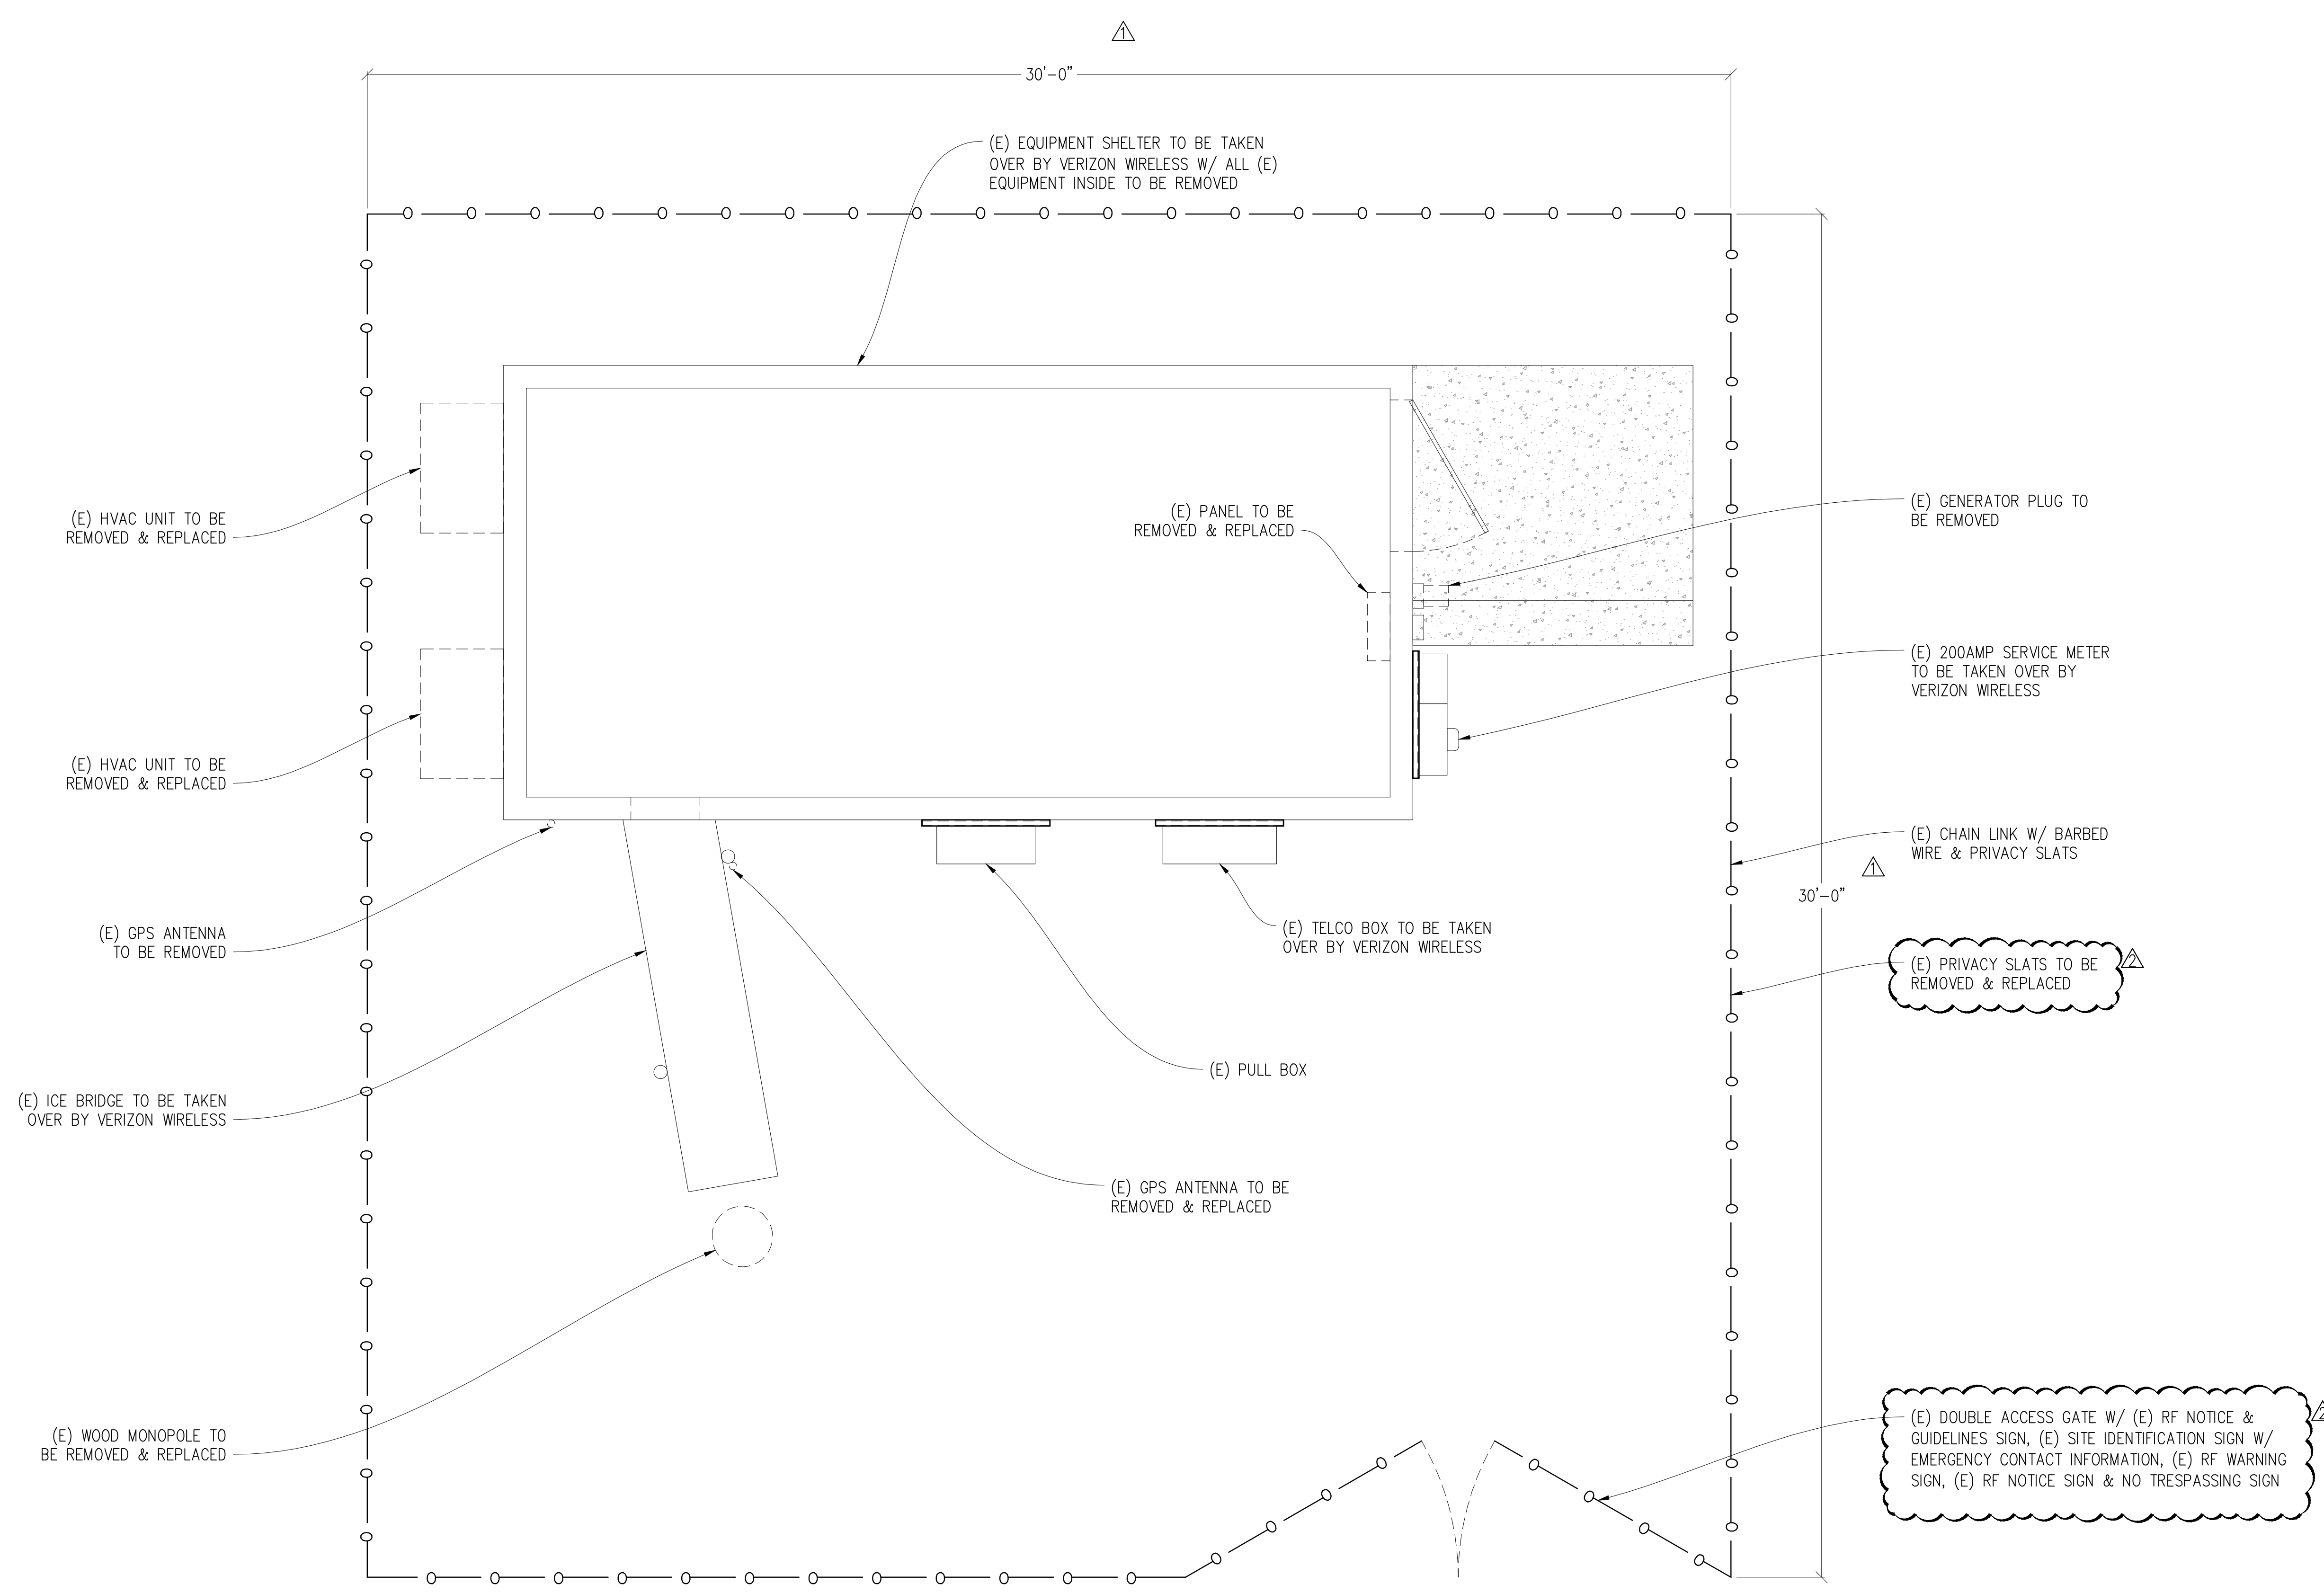 1
30'-0"
(E) EQUIPMENT SHELTER TO BE TAKEN
OVER BY VERIZON WIRELESS W/ ALL (E)
EQUIPMENT INSIDE TO BE REMOVED
(E) HVAC UNIT TO BE
REMOVED & REPLACED
(E) PANEL TO BE
REMOVED & REPLACED
(E) GENERATOR PLUG TO
BE REMOVED
(E) 200AMP SERVICE METER
TO BE TAKEN OVER BY
VERIZON WIRELESS
(E) HVAC UNIT TO BE
REMOVED & REPLACED
(E) CHAIN LINK W/ BARBED
WIRE & PRIVACY SLATS
1
30'-0"
(E) GPS ANTENNA
TO BE REMOVED
(E) TELCO BOX TO BE TAKEN
OVER BY VERIZON WIRELESS
(E) PRIVACY SLATS TO BE
REMOVED & REPLACED
2
(E) PULL BOX
(E) ICE BRIDGE TO BE TAKEN
OVER BY VERIZON WIRELESS
(E) GPS ANTENNA TO BE
REMOVED & REPLACED
(E) WOOD MONOPOLE TO
BE REMOVED & REPLACED
(E) DOUBLE ACCESS GATE W/ (E) RF NOTICE &
GUIDELINES SIGN, (E) SITE IDENTIFICATION SIGN W/
EMERGENCY CONTACT INFORMATION, (E) RF WARNING
SIGN, (E) RF NOTICE SIGN & NO TRESPASSING SIGN
2